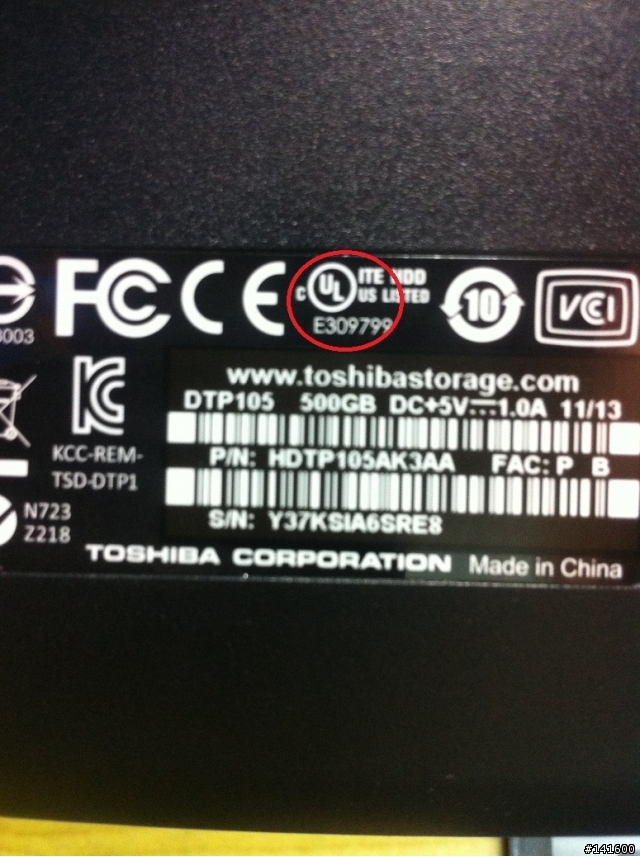 FC CE c UL US ITE HDD LISTED 10 VCI
E309799
www.toshibastorage.com
DTP105 500GB DC+5V 1.0A 11/13
KCC-REM-
TSD-DTP1
P/N: HDTP105AK3AA FAC: P B
N723
Z218
S/N: Y37KSIA6SRE8
TOSHIBA CORPORATION Made in China
#141600